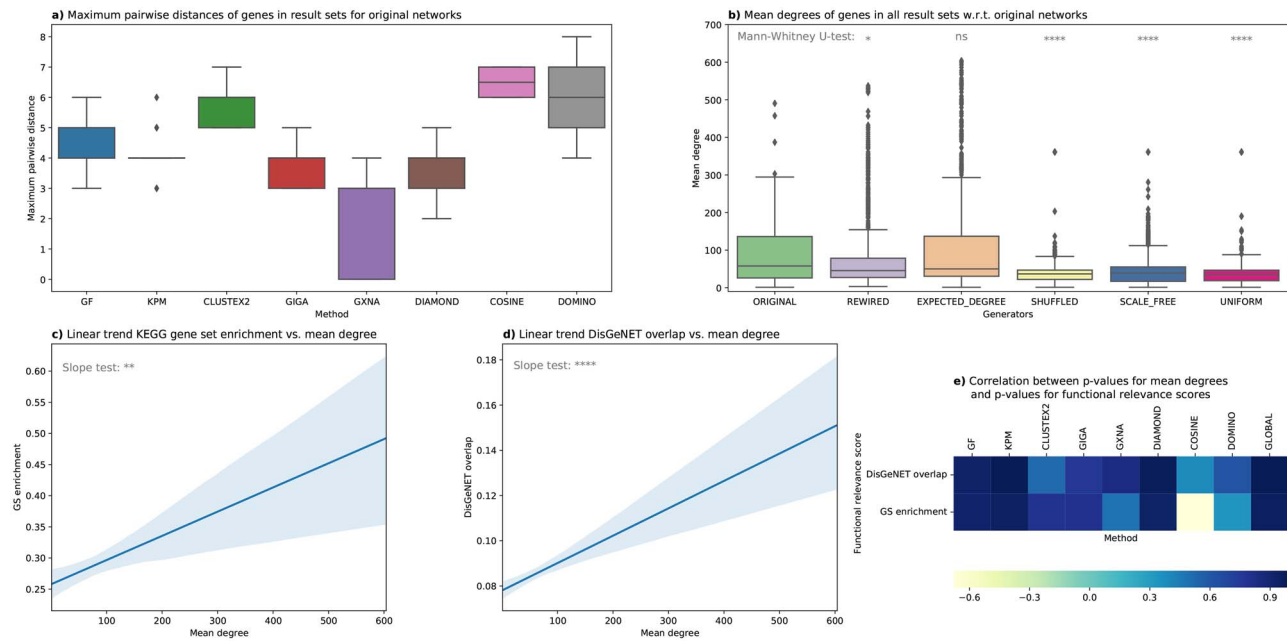 a) Maximum pairwise distances of genes in result sets for original networks
8
7
6
5
4
3
2
1
0
Maximum pairwise distance
GF KPM CLUSTEX2 GIGA GXNA DIAMOND COSINE DOMINO
Method
b) Mean degrees of genes in all result sets w.r.t. original networks
Mann-Whitney U-test: * ns **** **** ****
700
600
500
400
300
200
100
0
Mean degree
ORIGINAL REWIRED EXPECTED_DEGREE SHUFFLED SCALE_FREE UNIFORM
Generators
c) Linear trend KEGG gene set enrichment vs. mean degree
Slope test: **
0.60
0.55
0.50
0.45
0.40
0.35
0.30
0.25
GS enrichment
100 200 300 400 500 600
Mean degree
d) Linear trend DisGeNET overlap vs. mean degree
Slope test: ****
0.18
0.16
0.14
0.12
0.10
0.08
DisGeNET overlap
100 200 300 400 500 600
Mean degree
e) Correlation between p-values for mean degrees
and p-values for functional relevance scores
GF KPM CLUSTEX2 GIGA GXNA DIAMOND COSINE DOMINO GLOBAL
Functional relevance score
DisGeNET overlap
GS enrichment
Method
−0.6 −0.3 0.0 0.3 0.6 0.9